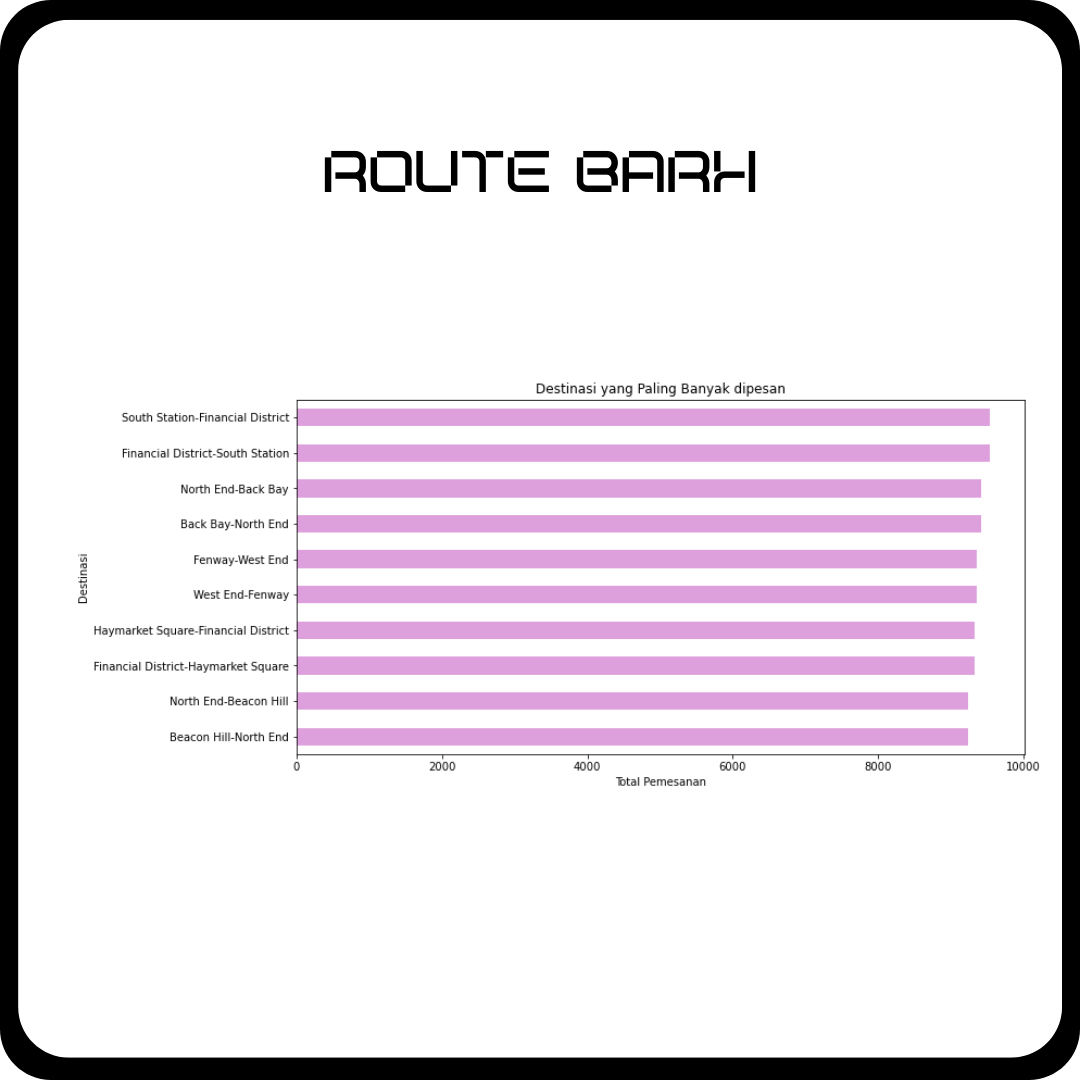 ROUTE BARH
Destinasi yang Paling Banyak dipesan
South Station-Financial District
Financial District-South Station
North End-Back Bay
Back Bay-North End
Fenway-West End
West End-Fenway
Haymarket Square-Financial District
Financial District-Haymarket Square
North End-Beacon Hill
Beacon Hill-North End
Destinasi
0 2000 4000 6000 8000 10000
Total Pemesanan